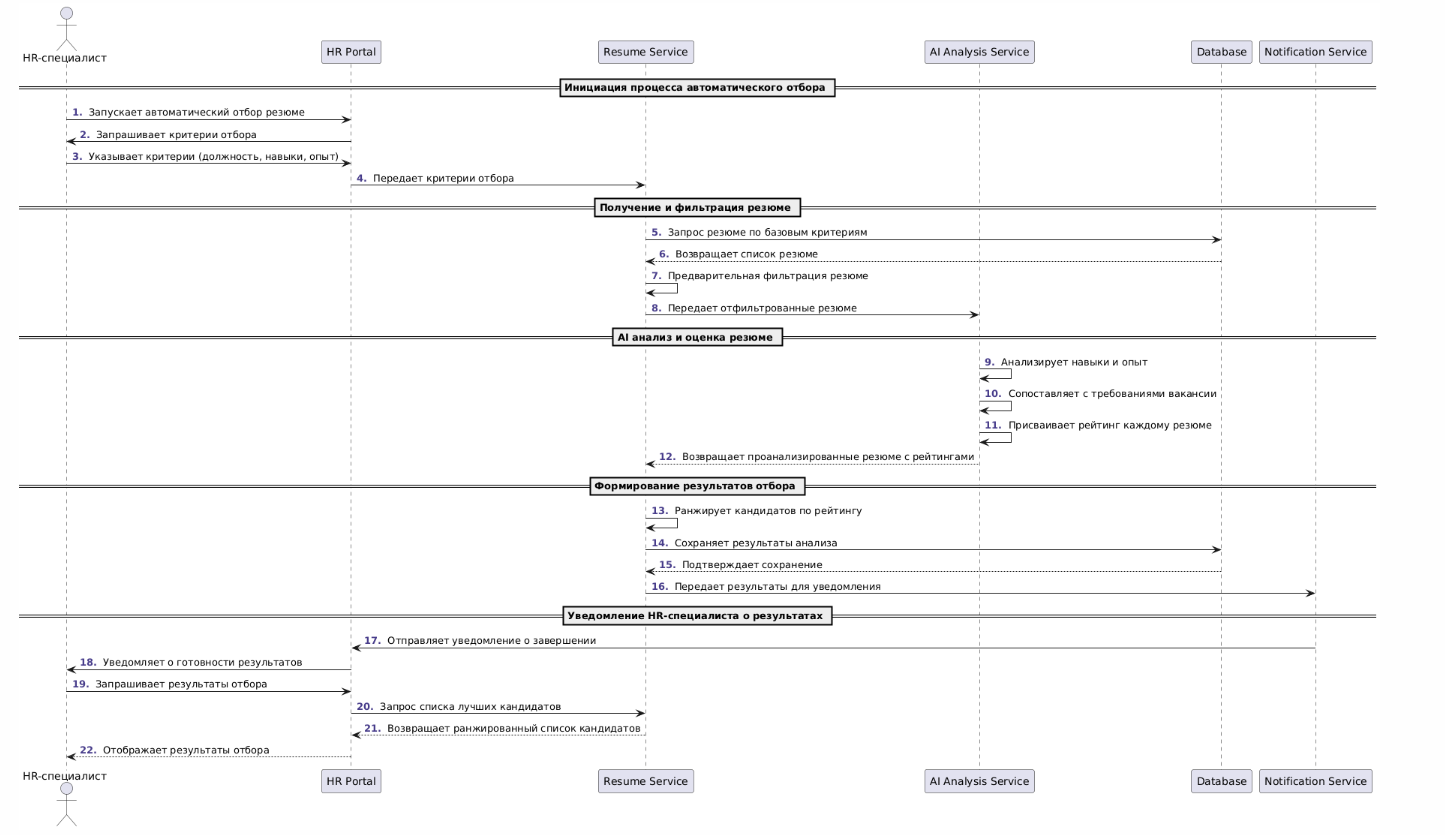 HR-специалист
HR Portal
Resume Service
AI Analysis Service
Database
Notification Service
Инициация процесса автоматического отбора
1. Запускает автоматический отбор резюме
2. Запрашивает критерии отбора
3. Указывает критерии (должность, навыки, опыт)
4. Передает критерии отбора
Получение и фильтрация резюме
5. Запрос резюме по базовым критериям
6. Возвращает список резюме
7. Предварительная фильтрация резюме
8. Передает отфильтрованные резюме
AI анализ и оценка резюме
9. Анализирует навыки и опыт
10. Сопоставляет с требованиями вакансии
11. Присваивает рейтинг каждому резюме
12. Возвращает проанализированные резюме с рейтингами
Формирование результатов отбора
13. Ранжирует кандидатов по рейтингу
14. Сохраняет результаты анализа
15. Подтверждает сохранение
16. Передает результаты для уведомления
Уведомление HR-специалиста о результатах
17. Отправляет уведомление о завершении
18. Уведомляет о готовности результатов
19. Запрашивает результаты отбора
20. Запрос списка лучших кандидатов
21. Возвращает ранжированный список кандидатов
22. Отображает результаты отбора
HR-специалист
HR Portal
Resume Service
AI Analysis Service
Database
Notification Service